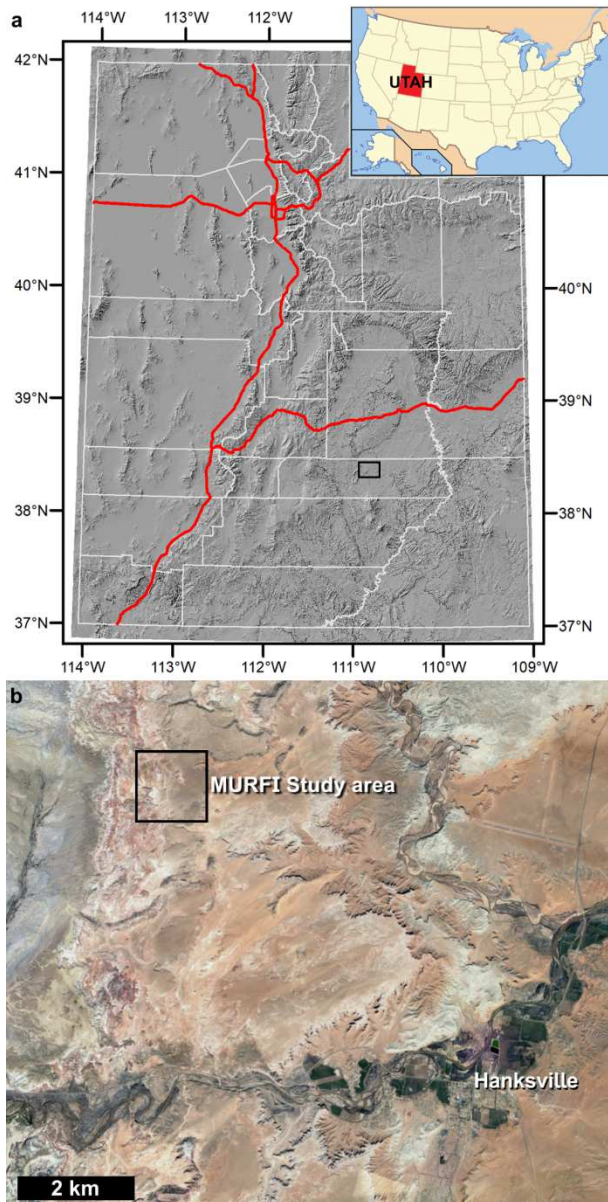 a
114°W 113°W 112°W
UTAH
42°N
41°N
40°N 40°N
39°N 39°N
38°N 38°N
37°N 37°N
114°W 113°W 112°W 111°W 110°W 109°W
b
MURFI Study area
Hanksville
2 km